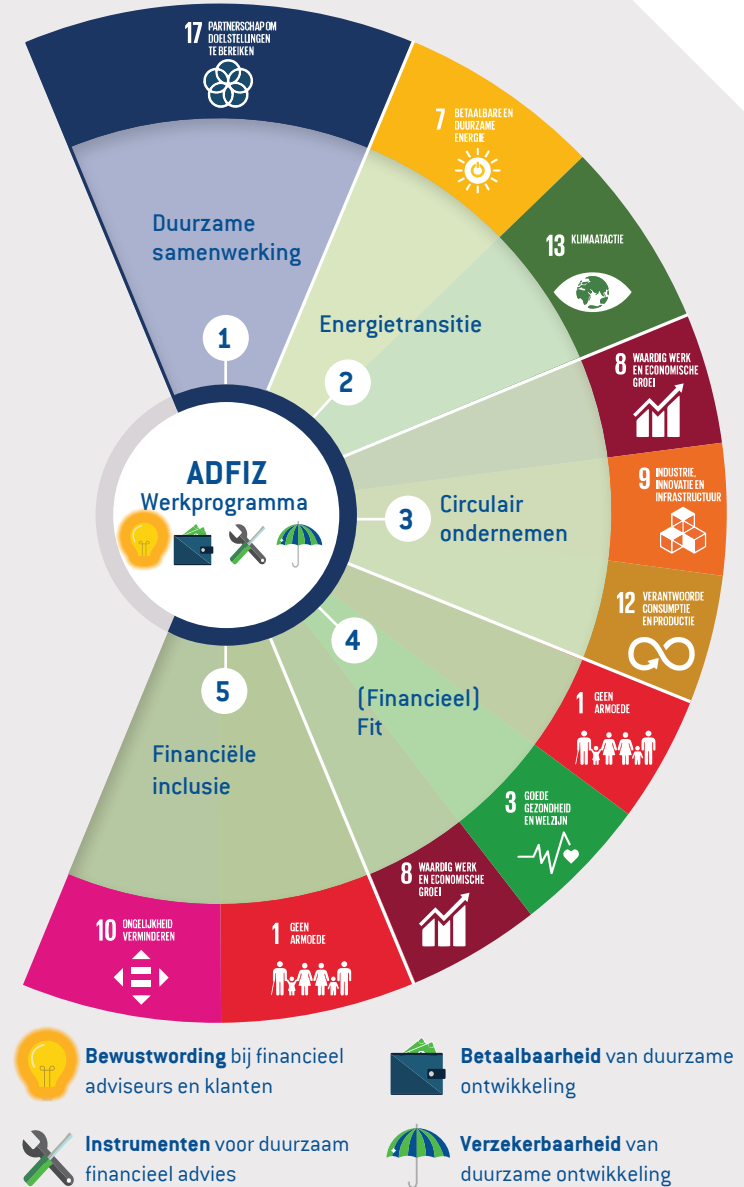 17 PARTNERSCHAP OM
DOELSTELLINGEN
TE BEREIKEN
7 BETAALBARE EN
DUURZAME
ENERGIE
13 KLIMAATACTIE
8 WAARDIG WERK
EN ECONOMISCHE
GROEI
9 INDUSTRIE,
INNOVATIE EN
INFRASTRUCTUUR
12 VERANTWOORDE
CONSUMPTIE
EN PRODUCTIE
1 GEEN
ARMOEDE
3 GOEDE
GEZONDHEID
EN WELZIJN
8 WAARDIG WERK
EN ECONOMISCHE
GROEI
1 GEEN
ARMOEDE
10 ONGELIJKHEID
VERMINDEREN
Duurzame
samenwerking
1
Energietransitie
2
ADFIZ
Werkprogramma
3
Circulair
ondernemen
4
(Financieel)
Fit
5
Financiële
inclusie
Bewustwording bij financieel
adviseurs en klanten
Betaalbaarheid van duurzame
ontwikkeling
Instrumenten voor duurzaam
financieel advies
Verzekerbaarheid van
duurzame ontwikkeling